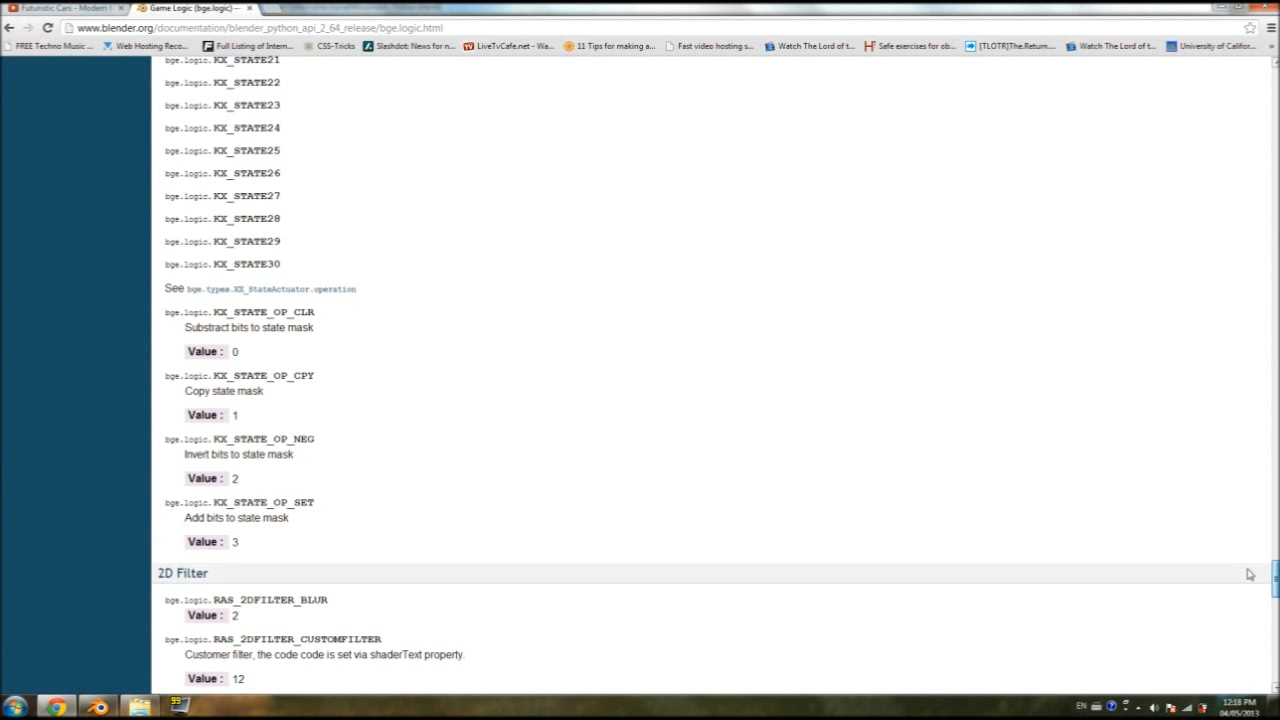 Futuristic Cars - Modern
Game Logic (bge.logic) —
www.blender.org/documentation/blender_python_api_2_64_release/bge.logic.html
FREE Techno Music ... Web Hosting Reco... Full Listing of Intern... CSS-Tricks Slashdot: News for n... LiveTvCafe.net - Wa... 11 Tips for making a... Fast video hosting s... Watch The Lord of t... Safe exercises for ob... [TLOTR]The.Return... Watch The Lord of t... University of Califor... »
bge.logic.KX_STATE21
bge.logic.KX_STATE22
bge.logic.KX_STATE23
bge.logic.KX_STATE24
bge.logic.KX_STATE25
bge.logic.KX_STATE26
bge.logic.KX_STATE27
bge.logic.KX_STATE28
bge.logic.KX_STATE29
bge.logic.KX_STATE30
See bge.types.KX_StateActuator.operation
bge.logic.KX_STATE_OP_CLR
Substract bits to state mask
Value : 0
bge.logic.KX_STATE_OP_CPY
Copy state mask
Value : 1
bge.logic.KX_STATE_OP_NEG
Invert bits to state mask
Value : 2
bge.logic.KX_STATE_OP_SET
Add bits to state mask
Value : 3
2D Filter
bge.logic.RAS_2DFILTER_BLUR
Value : 2
bge.logic.RAS_2DFILTER_CUSTOMFILTER
Customer filter, the code code is set via shaderText property.
Value : 12
99
EN
12:18 PM
04/05/2013